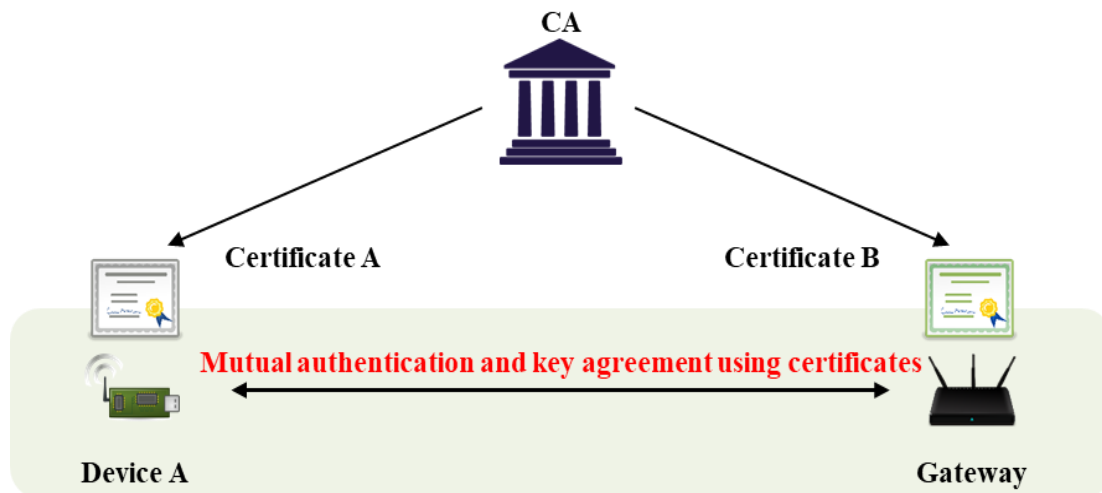 CA
Certificate A
Certificate B
Mutual authentication and key agreement using certificates
Device A
Gateway